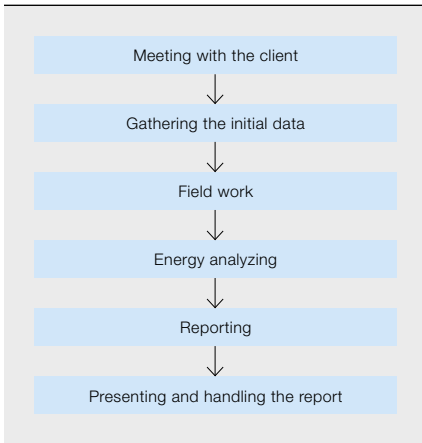 Meeting with the client
Gathering the initial data
Field work
Energy analyzing
Reporting
Presenting and handling the report